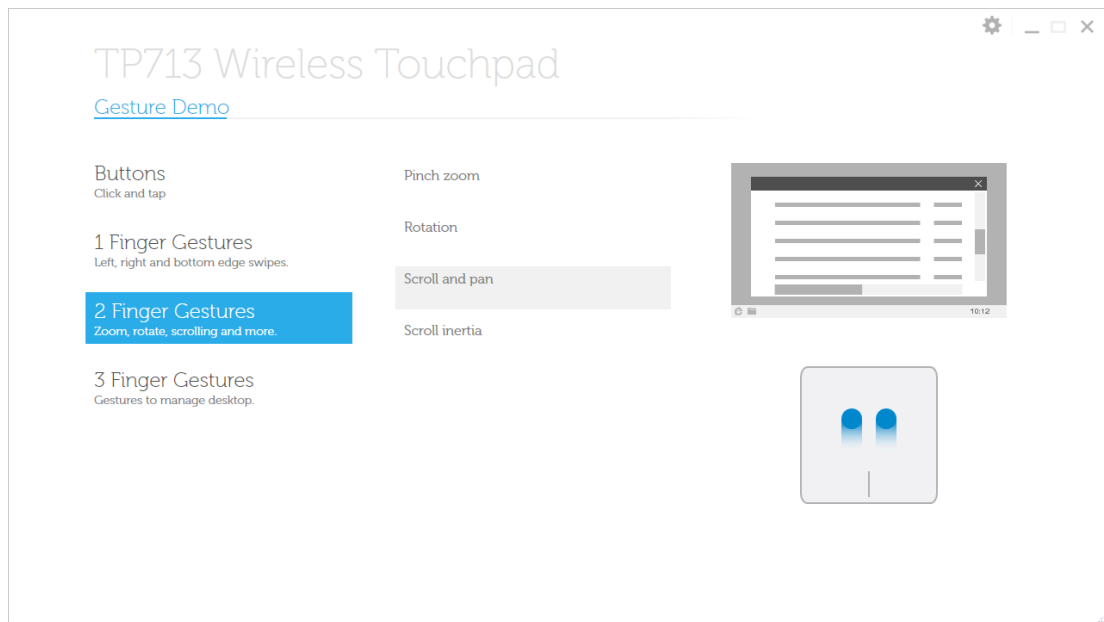 TP713 Wireless Touchpad
Gesture Demo
Buttons
Click and tap
1 Finger Gestures
Left, right and bottom edge swipes.
2 Finger Gestures
Zoom, rotate, scrolling and more.
3 Finger Gestures
Gestures to manage desktop.
Pinch zoom
Rotation
Scroll and pan
Scroll inertia
10:12